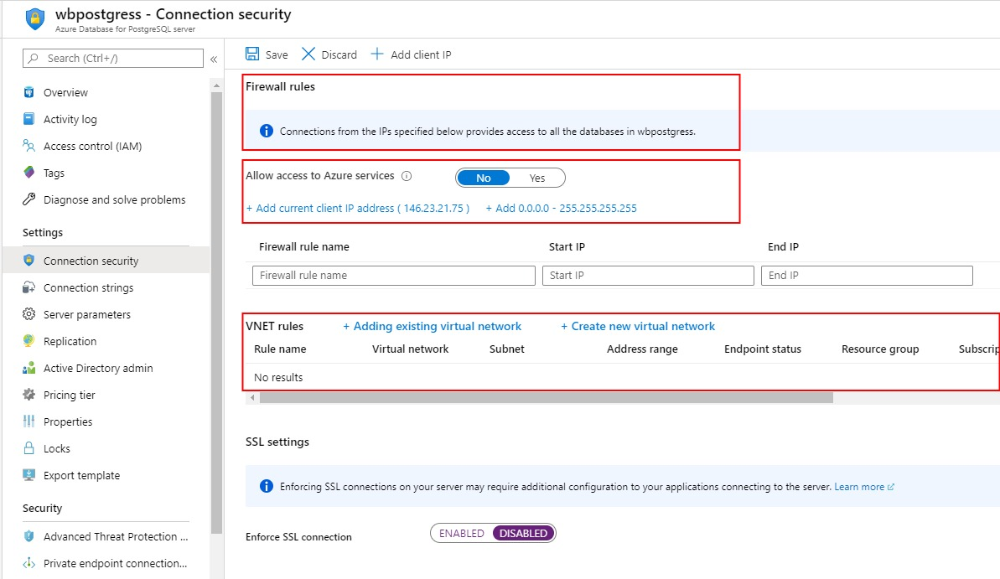 wbpostgress - Connection security
Azure Database for PostgreSQL server
Search (Ctrl+/)
«
Overview
Activity log
Access control (IAM)
Tags
Diagnose and solve problems
Settings
Connection security
Connection strings
Server parameters
Replication
Active Directory admin
Pricing tier
Properties
Locks
Export template
Security
Advanced Threat Protection ...
Private endpoint connection...
Save Discard + Add client IP
Firewall rules
Connections from the IPs specified below provides access to all the databases in wbpostgress.
Allow access to Azure services No Yes
+ Add current client IP address ( 146.23.21.75 ) + Add 0.0.0.0 - 255.255.255.255
Firewall rule name Start IP End IP
Firewall rule name Start IP End IP
VNET rules + Adding existing virtual network + Create new virtual network
Rule name Virtual network Subnet Address range Endpoint status Resource group Subscrip
No results
SSL settings
Enforcing SSL connections on your server may require additional configuration to your applications connecting to the server. Learn more
Enforce SSL connection ENABLED DISABLED